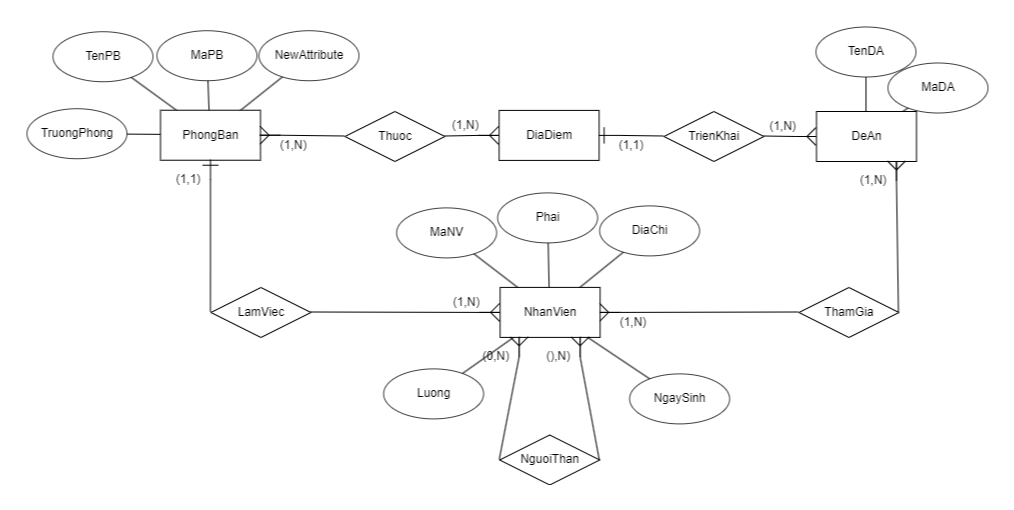 TenPB
MaPB
NewAttribute
TenDA
MaDA
TruongPhong
PhongBan
(1,N)
Thuoc
(1,N)
DiaDiem
(1,1)
TrienKhai
(1,N)
DeAn
(1,1)
(1,N)
MaNV
Phai
DiaChi
LamViec
(1,N)
NhanVien
(1,N)
ThamGia
(0,N)
(),N)
Luong
NgaySinh
NguoiThan